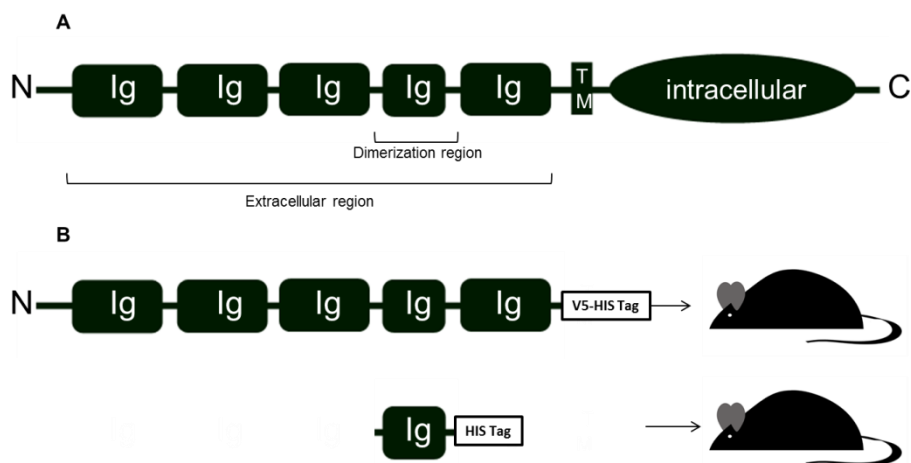 A
N Ig Ig Ig Ig Ig T M intracellular C
Dimerization region
Extracellular region
B
N Ig Ig Ig Ig Ig V5-HIS Tag
Ig HIS Tag